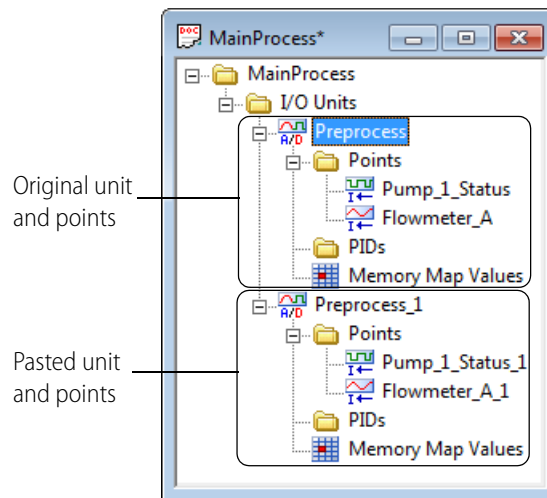 DOC
MainProcess*
MainProcess
I/O Units
A/D Preprocess
Points
I Pump_1_Status
I Flowmeter_A
PIDs
Memory Map Values
Original unit
and points
A/D Preprocess_1
Points
I Pump_1_Status_1
I Flowmeter_A_1
PIDs
Memory Map Values
Pasted unit
and points